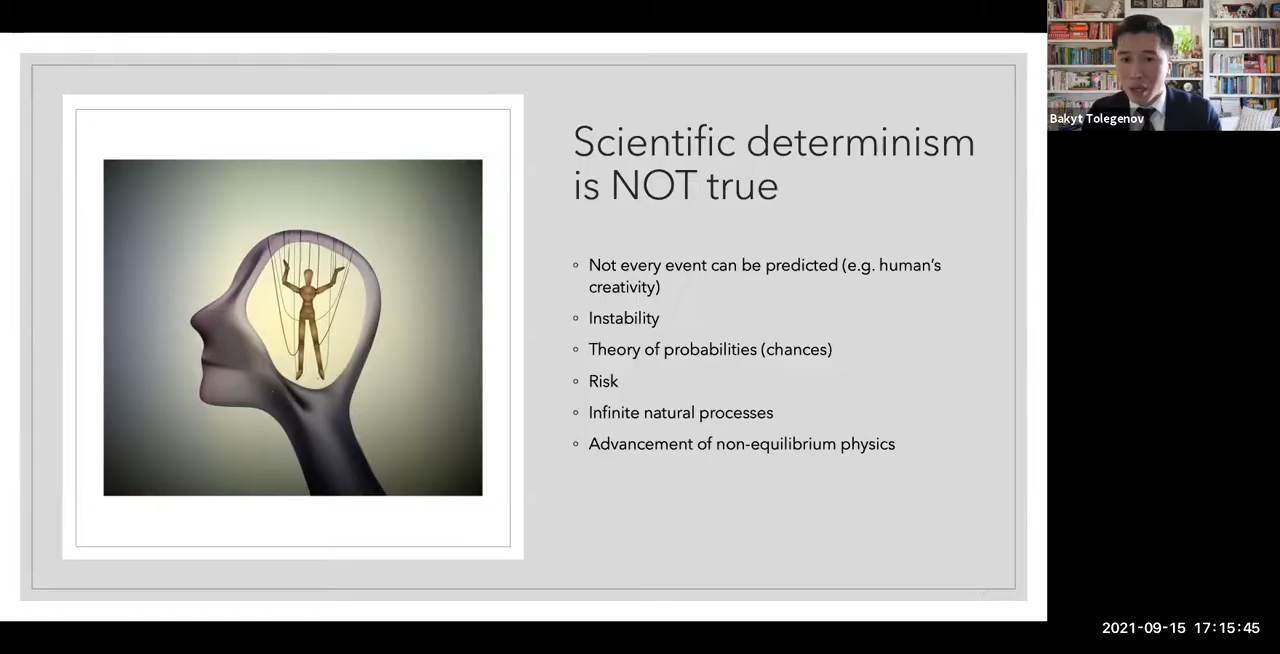 Scientific determinism
is NOT true
Not every event can be predicted (e.g. human's
creativity)
Instability
Theory of probabilities (chances)
Risk
Infinite natural processes
Advancement of non-equilibrium physics
Bakyt Tolegenov
2021-09-15 17:15:45